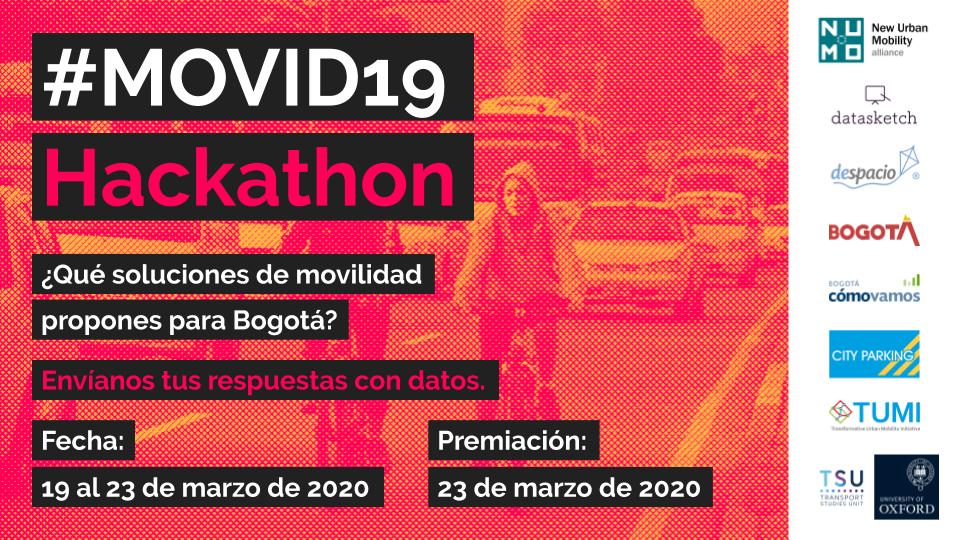 #MOVID19
Hackathon
¿Qué soluciones de movilidad
propones para Bogotá?
Envíanos tus respuestas con datos.
Fecha:
19 al 23 de marzo de 2020
Premiación:
23 de marzo de 2020
NUMO
New Urban
Mobility
alliance
datasketch
despacio
BOGOTÁ
BOGOTÁ
cómovamos
CITY PARKING
TUMI
Transformative Urban Mobility Initiative
TSU
TRANSPORT
STUDIES UNIT
UNIVERSITY OF
OXFORD